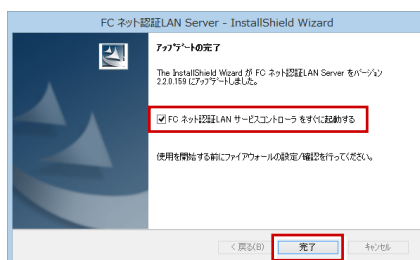 FC ネット認証LAN Server - InstallShield Wizard
アップデートの完了
The InstallShield Wizard が FC ネット認証LAN Server をバージョン
2.2.0.159 にアップデートしました。
FC ネット認証LAN サービスコントローラ をすぐに起動する
使用を開始する前にファイアウォールの設定/確認を行ってください。
< 戻る(B)
完了
キャンセル